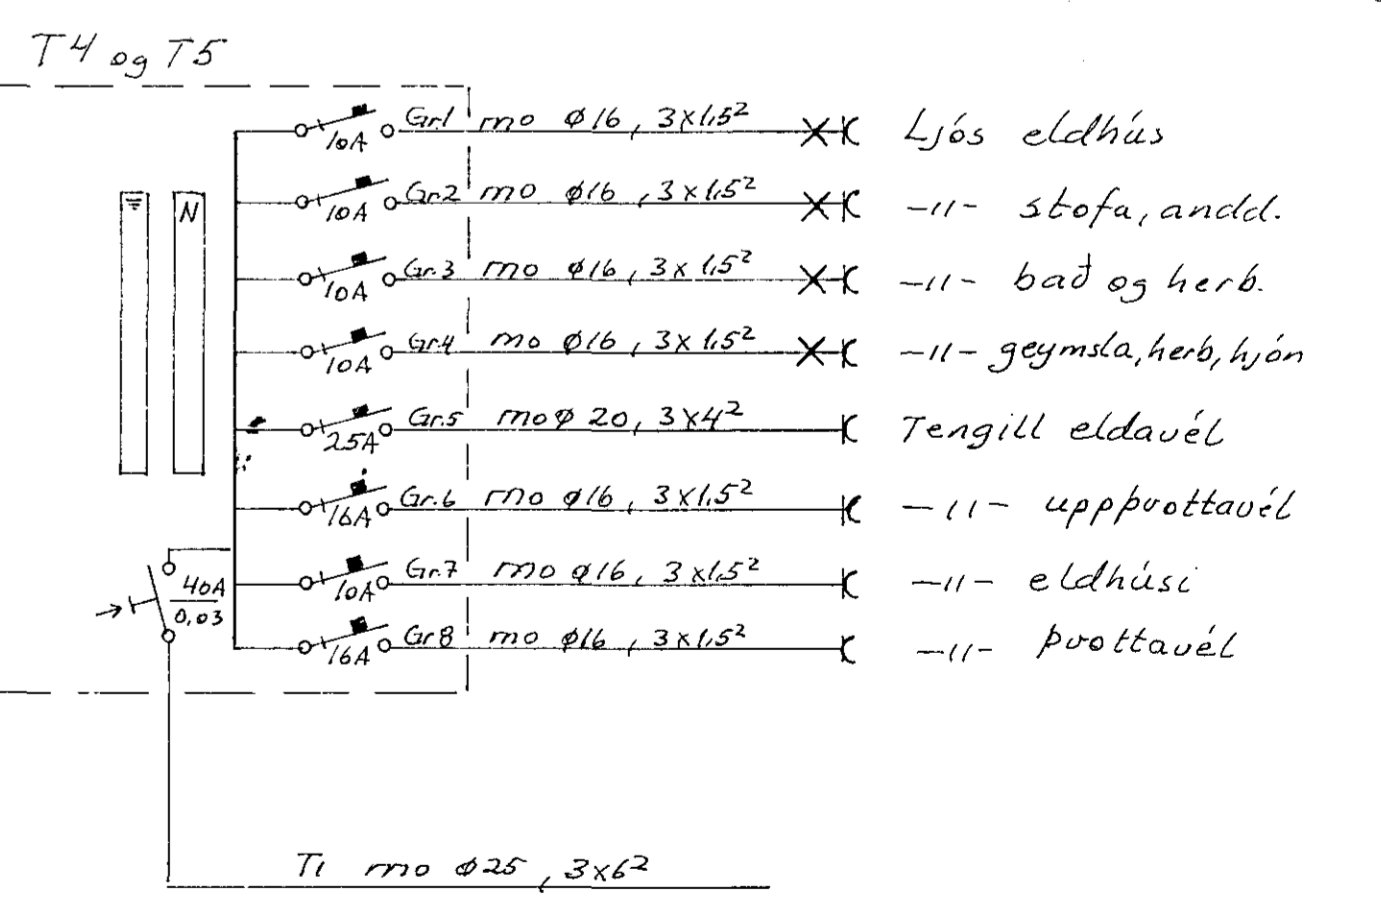 T4 og T5
Gr.1 mo ø16, 3x1,5² Ljós eldhús
10A
Gr.2 mo ø16, 3x1,5² -11- stofa, andd.
10A
N
Gr.3 mo ø16, 3x1,5² -11- bað og herb.
10A
Gr.4 mo ø16, 3x1,5² -11- geymsla, herb, hjón
10A
Gr.5 mo ø 20, 3x4² Tengill eldavél
25A
Gr.6 mo ø16, 3x1,5² -11- uppþvottavél
16A
Gr.7 mo ø16, 3x1,5² -11- eldhúsi
10A
40A
0,03
Gr8 mo ø16, 3x1,5² -11- þvottavél
16A
T1 mo ø25, 3x6²